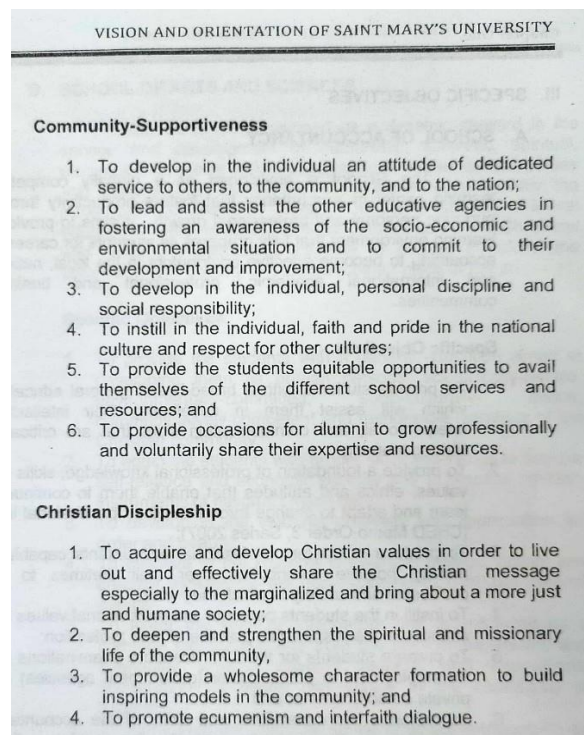 VISION AND ORIENTATION OF SAINT MARY'S UNIVERSITY
Community-Supportiveness
1. To develop in the individual an attitude of dedicated
service to others, to the community, and to the nation;
2. To lead and assist the other educative agencies in
fostering an awareness of the socio-economic and
environmental situation and to commit to their
development and improvement;
3. To develop in the individual, personal discipline and
social responsibility;
4. To instill in the individual, faith and pride in the national
culture and respect for other cultures;
5. To provide the students equitable opportunities to avail
themselves of the different school services and
resources; and
6. To provide occasions for alumni to grow professionally
and voluntarily share their expertise and resources.
Christian Discipleship
1. To acquire and develop Christian values in order to live
out and effectively share the Christian message
especially to the marginalized and bring about a more just
and humane society;
2. To deepen and strengthen the spiritual and missionary
life of the community,
3. To provide a wholesome character formation to build
inspiring models in the community; and
4. To promote ecumenism and interfaith dialogue.